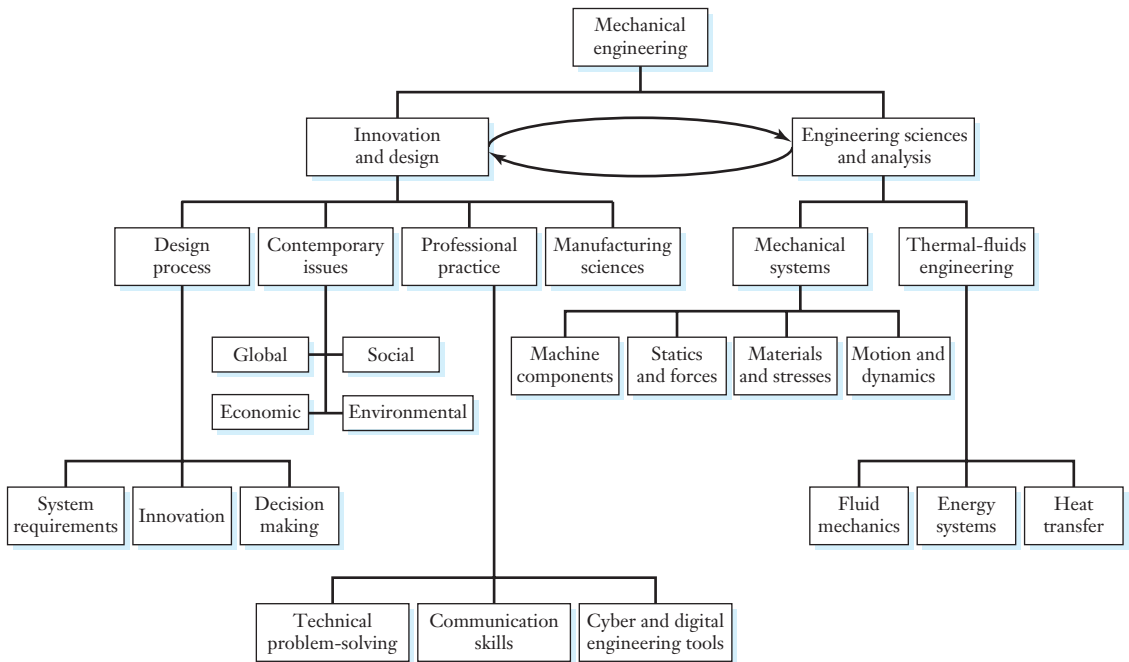 Mechanical
engineering
Innovation
and design
Engineering sciences
and analysis
Design
process
Contemporary
issues
Professional
practice
Manufacturing
sciences
Mechanical
systems
Thermal-fluids
engineering
Global
Social
Economic
Environmental
Machine
components
Statics
and forces
Materials
and stresses
Motion and
dynamics
System
requirements
Innovation
Decision
making
Fluid
mechanics
Energy
systems
Heat
transfer
Technical
problem-solving
Communication
skills
Cyber and digital
engineering tools